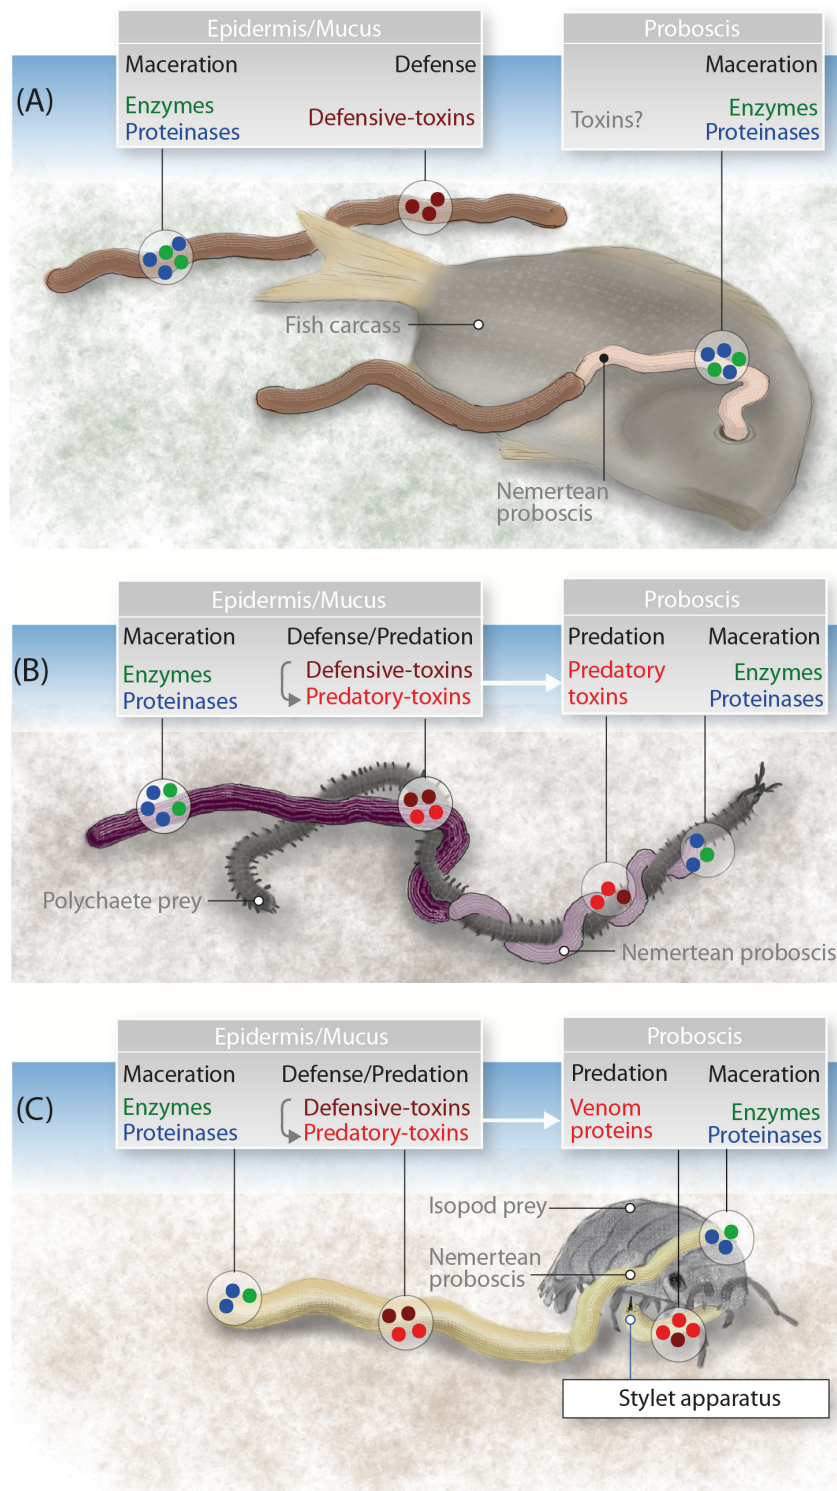 Epidermis/Mucus
Proboscis
Maceration
Defense
Maceration
(A)
Enzymes
Proteinases
Defensive-toxins
Toxins?
Enzymes
Proteinases
Fish carcass
Nemertean
proboscis
Epidermis/Mucus
Proboscis
Maceration
Defense/Predation
Predation
Maceration
(B)
Enzymes
Proteinases
Defensive-toxins
Predatory-toxins
Predatory
toxins
Enzymes
Proteinases
Polychaete prey
Nemertean proboscis
Epidermis/Mucus
Proboscis
Maceration
Defense/Predation
Predation
Maceration
(C)
Enzymes
Proteinases
Defensive-toxins
Predatory-toxins
Venom
proteins
Enzymes
Proteinases
Isopod prey
Nemertean
proboscis
Stylet apparatus